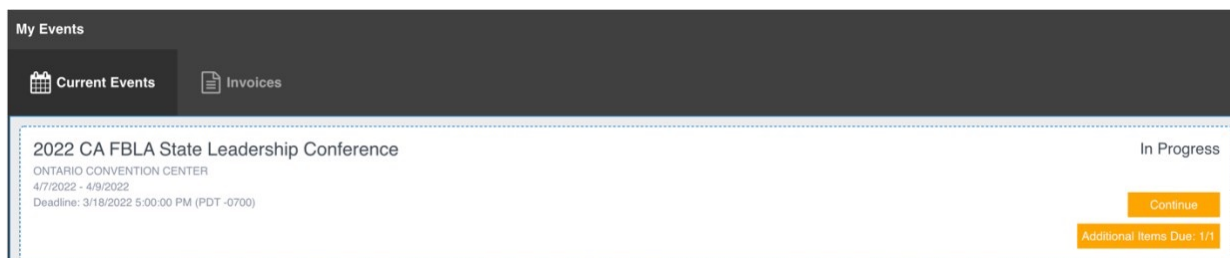 My Events
Current Events
Invoices
2022 CA FBLA State Leadership Conference
In Progress
ONTARIO CONVENTION CENTER
4/7/2022 - 4/9/2022
Deadline: 3/18/2022 5:00:00 PM (PDT -0700)
Continue
Additional Items Due: 1/1